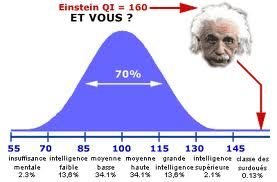 Einstein QI = 160
ET VOUS ?
70%
55 70 85 100 115 130 145
insuffisance mentale 2.3%
intelligence faible 13,6%
moyenne basse 34.1%
moyenne haute 34.1%
grande intelligence 13,6%
intelligence supérieure 2.1%
classe des surdoués 0.13%